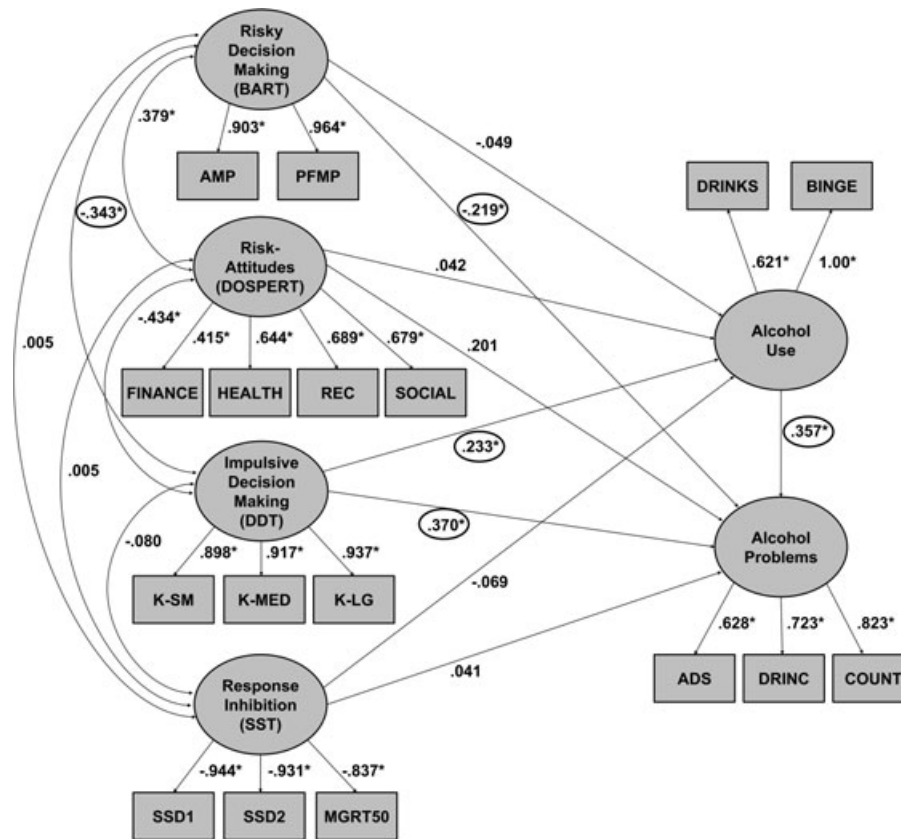 Risky
Decision
Making
(BART)
.379*
.903*
.964*
-.049
AMP
PFMP
DRINKS
BINGE
-.343*
-.219*
Risk-
Attitudes
(DOSPERT)
.042
.621*
1.00*
-.434*
.415*
.644*
.689*
.679*
.005
.201
Alcohol
Use
FINANCE
HEALTH
REC
SOCIAL
.233*
.357*
.005
Impulsive
Decision
Making
(DDT)
.370*
Alcohol
Problems
-.080
.898*
.917*
.937*
-.069
K-SM
K-MED
K-LG
.628*
.723*
.823*
.041
Response
Inhibition
(SST)
ADS
DRINC
COUNT
-.944*
-.931*
-.837*
SSD1
SSD2
MGRT50